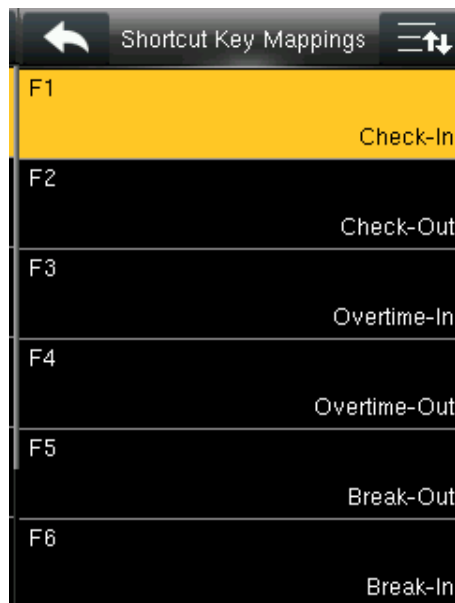 Shortcut Key Mappings
F1
Check-In
F2
Check-Out
F3
Overtime-In
F4
Overtime-Out
F5
Break-Out
F6
Break-In